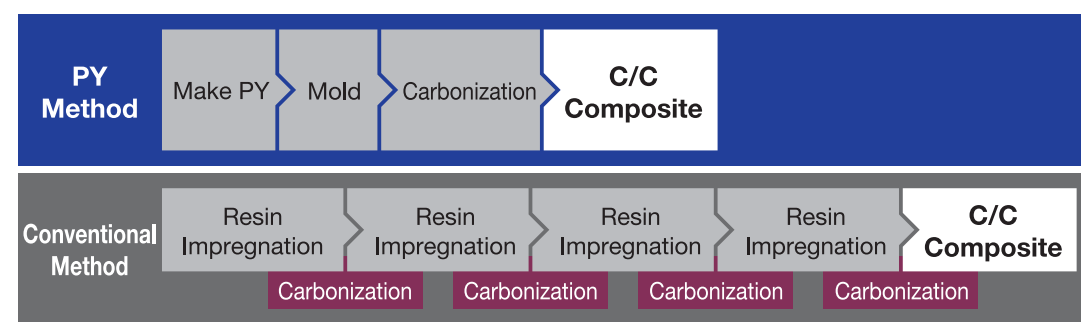 PY
Method
Make PY
Mold
Carbonization
C/C
Composite
Conventional
Method
Resin
Impregnation
Resin
Impregnation
Resin
Impregnation
Resin
Impregnation
C/C
Composite
Carbonization
Carbonization
Carbonization
Carbonization